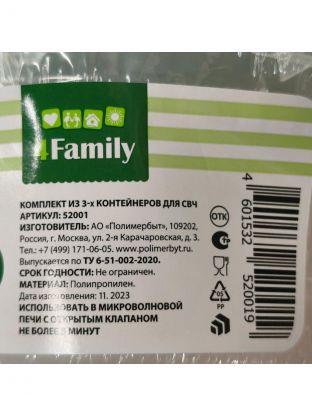 4Family
КОМПЛЕКТ ИЗ 3-х КОНТЕЙНЕРОВ ДЛЯ СВЧ
АРТИКУЛ: 52001
ИЗГОТОВИТЕЛЬ: АО «Полимербыт», 109202,
Россия, г. Москва, ул. 2-я Карачаровская, д. 3.
Тел.: +7 (499) 171-06-05. www.polimerbyt.ru
Выпускается по ТУ 6-51-002-2020.
СРОК ГОДНОСТИ: Не ограничен.
МАТЕРИАЛ: Полипропилен.
Дата изготовления: 11. 2023
ИСПОЛЬЗОВАТЬ В МИКРОВОЛНОВОЙ
ПЕЧИ С ОТКРЫТЫМ КЛАПАНОМ
НЕ БОЛЕЕ 5 МИНУТ
ОТК
05
PP
4 601532 520019